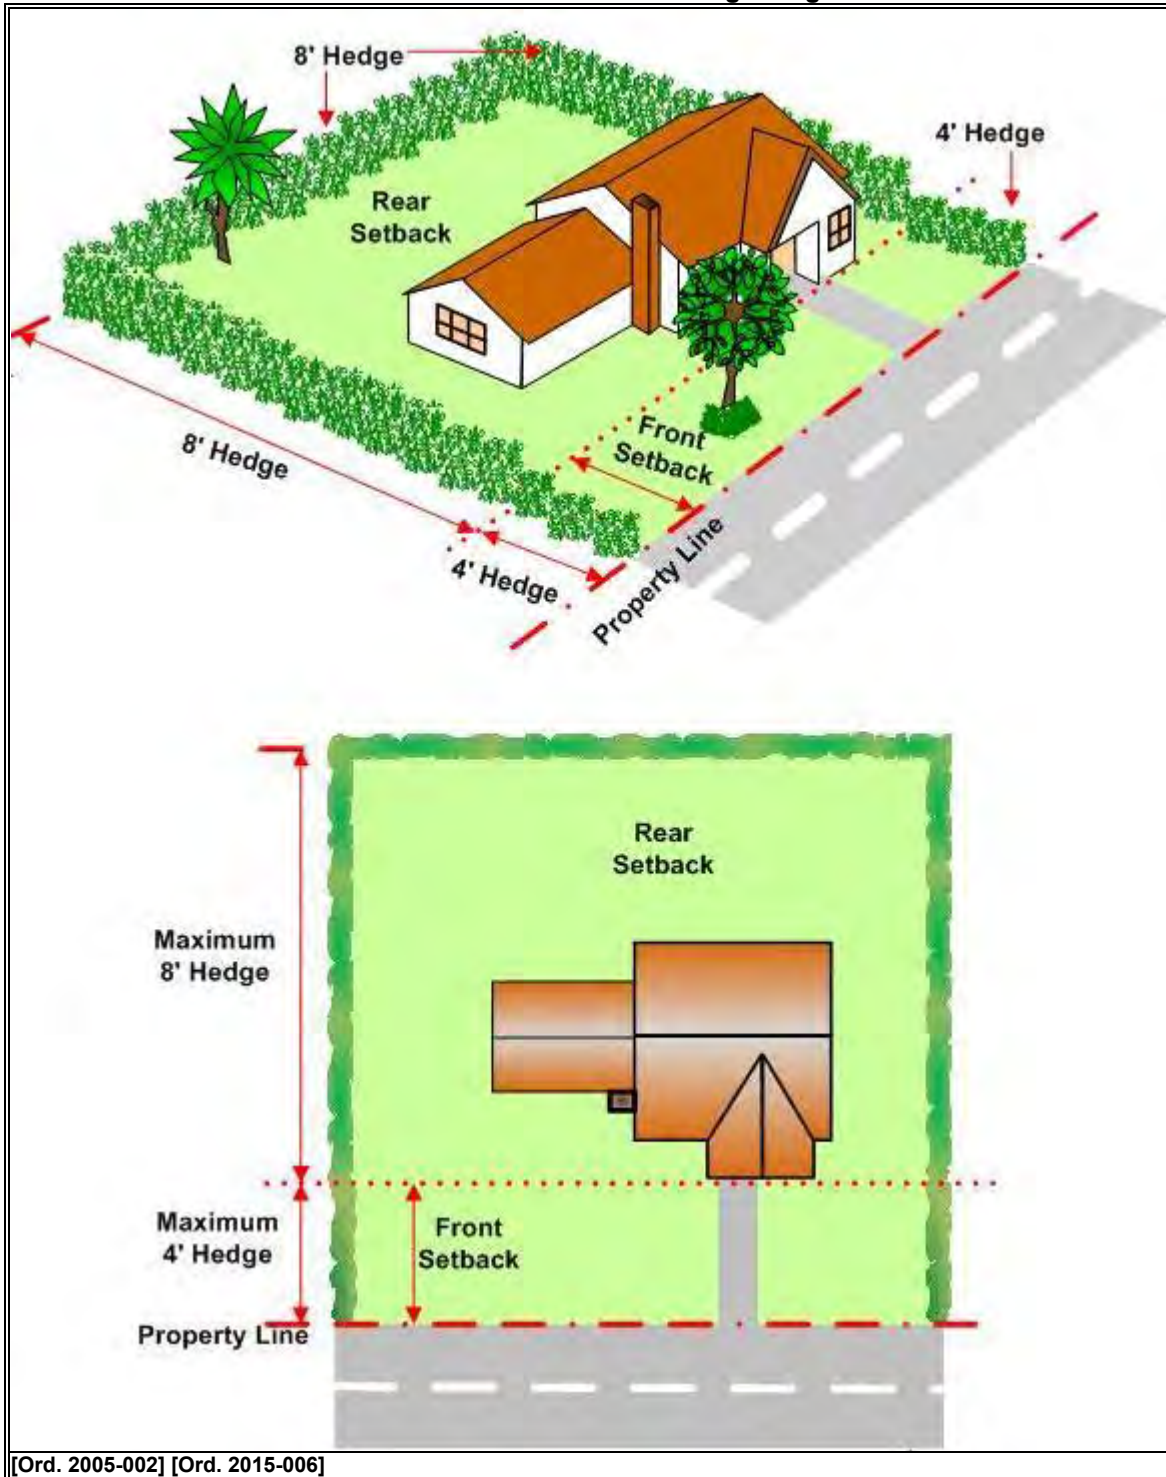 8' Hedge
4' Hedge
Rear
Setback
8' Hedge
Front
Setback
4' Hedge
Property Line
Rear
Setback
Maximum
8' Hedge
Maximum
4' Hedge
Front
Setback
Property Line
[Ord. 2005-002] [Ord. 2015-006]